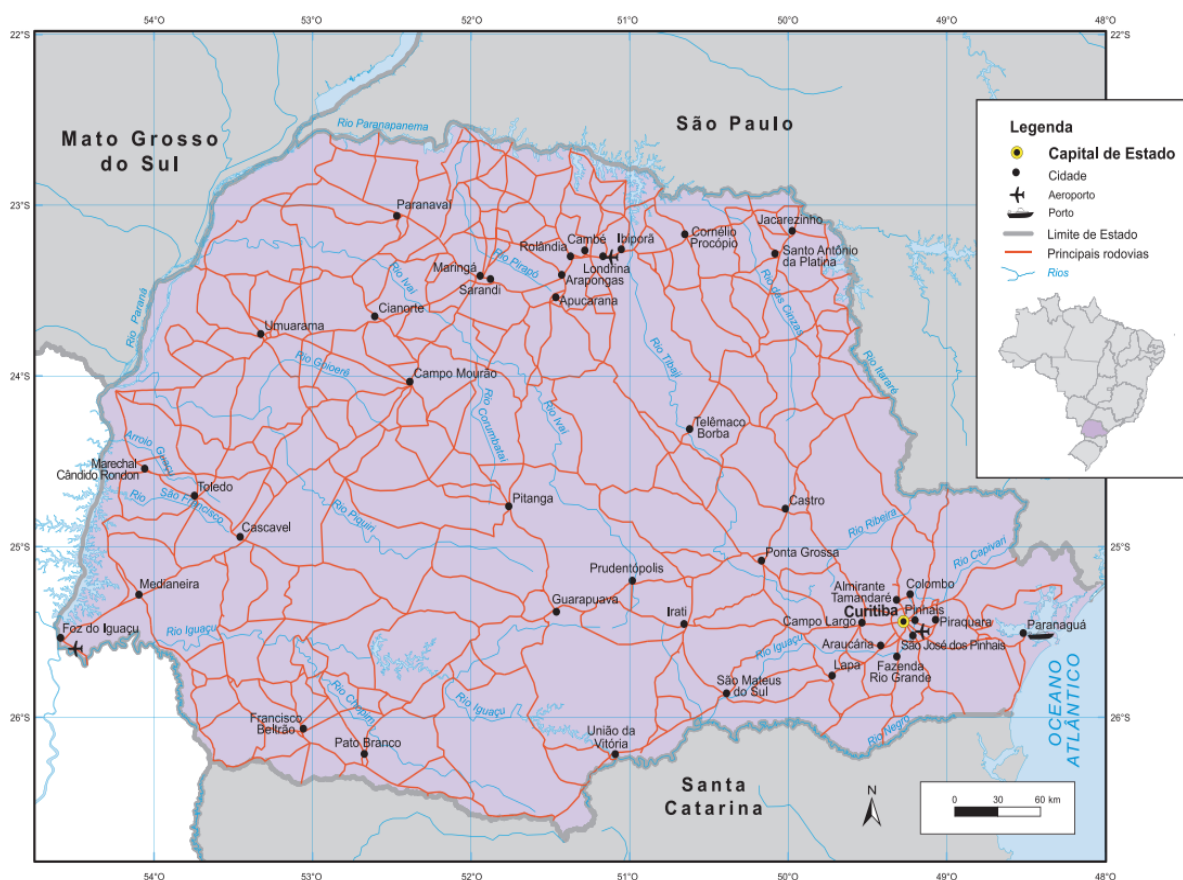 54°O
53°O
52°O
51°O
50°O
49°O
48°O
22°S
22°S
Mato Grosso
do Sul
São Paulo
Rio Paranapanema
Legenda
Capital de Estado
Cidade
Aeroporto
Porto
Limite de Estado
Principais rodovias
Rios
23°S
Paranavaí
Jacarezinho
Cornélio
Procópio
Santo Antônio
da Platina
Rolândia
Cambé
Ibiporã
Londrina
Arapongas
Apucarana
Maringá
Sarandi
Rio Pirapó
Rio Ivaí
Rio das Cinzas
Rio Paraná
Cianorte
Umuarama
Rio Goioerê
Campo Mourão
24°S
Rio Tibaji
Rio Itararé
Rio Corumbataí
Rio Ivaí
Telêmaco
Borba
Arroio Guaçu
Marechal
Cândido Rondon
Toledo
Rio São Francisco
Cascavel
Pitanga
Rio Piquiri
Castro
Rio Ribeira
25°S
25°S
Ponta Grossa
Rio Capivari
Prudentópolis
Medianeira
Guarapuava
Irati
Almirante
Tamandaré
Colombo
Curitiba
Pinhais
Campo Largo
Piraquara
Paranaguá
Foz do Iguaçu
Rio Iguaçu
Rio Iguaçu
Araucária
São José dos Pinhais
Lapa
Fazenda
Rio Grande
São Mateus
do Sul
Rio Chopim
Rio Iguaçu
26°S
26°S
Francisco
Beltrão
Pato Branco
União da
Vitória
Rio Negro
OCEANO
ATLÂNTICO
Santa
Catarina
N
0 30 60 km
54°O
53°O
52°O
51°O
50°O
49°O
48°O